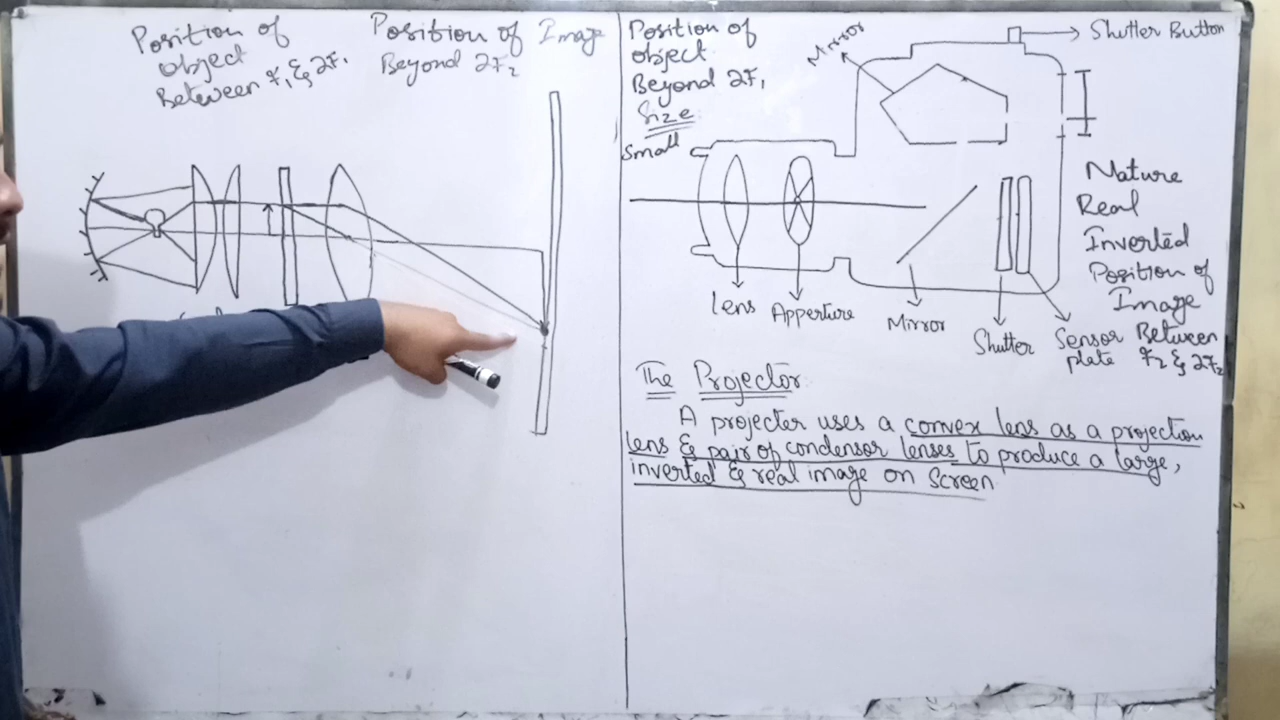 Position of
object
Between F1 & 2F1
Position of Image
Beyond 2F2
Position of
object
Beyond 2F1
Size
Small
Mirror
Shutter Button
Lens
Apperture
Mirror
Shutter
Sensor
plate
Nature
Real
Inverted
Position of
Image
Between
F2 & 2F2
The Projector
A projecter uses a convex lens as a projection
lens & pair of condensor lenses to produce a large,
inverted & real image on Screen